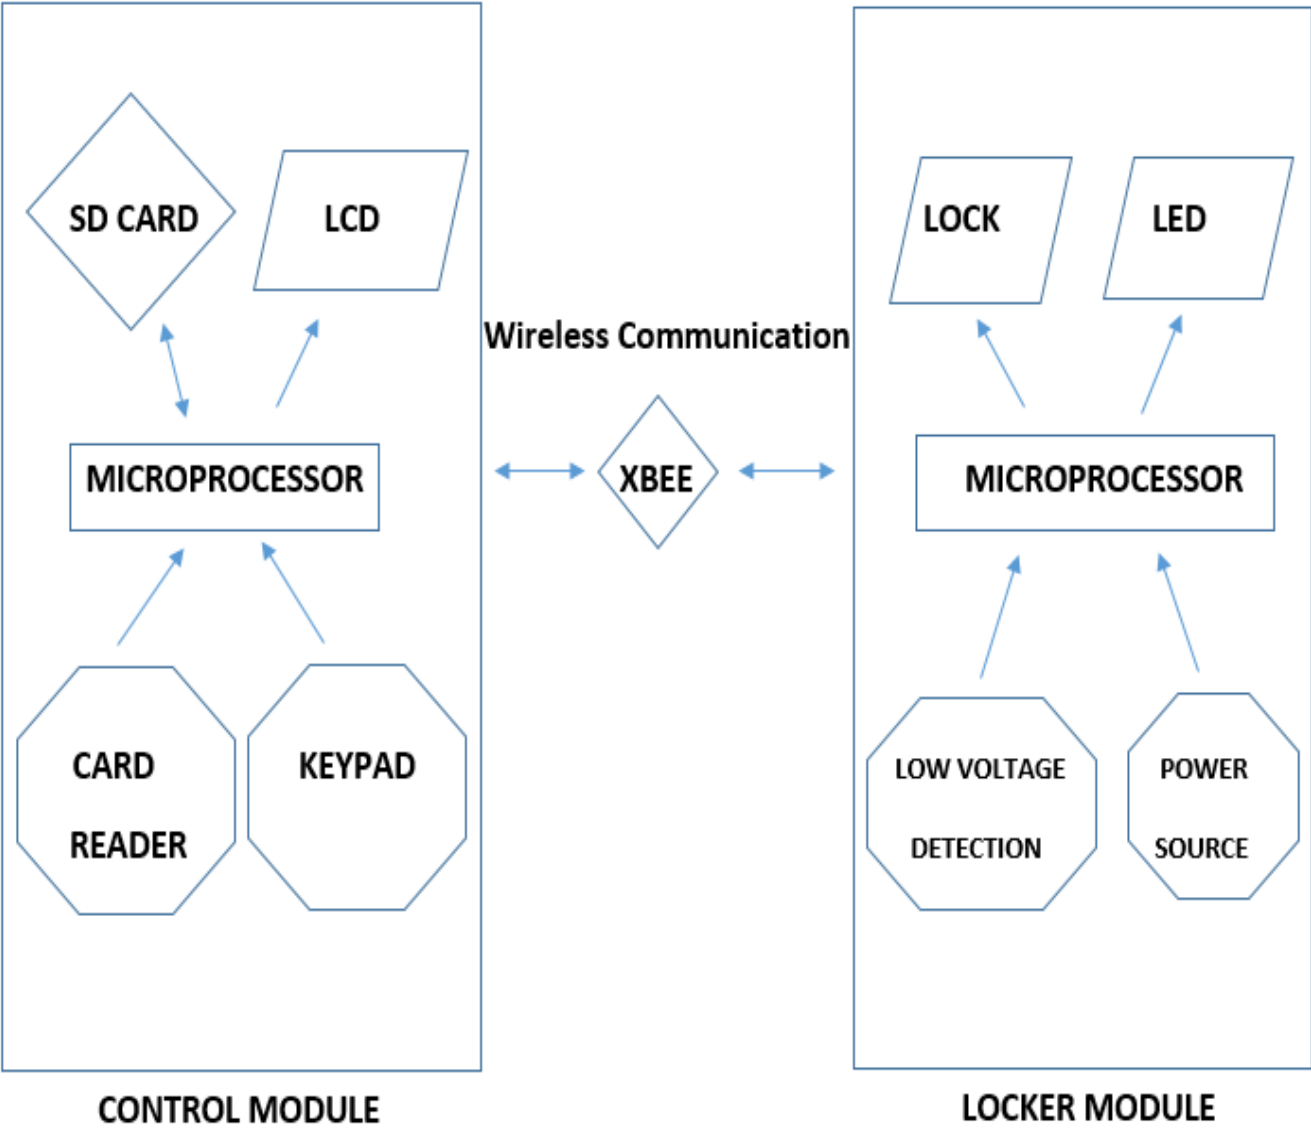 SD CARD
LCD
MICROPROCESSOR
CARD
READER
KEYPAD
CONTROL MODULE
Wireless Communication
XBEE
LOCK
LED
MICROPROCESSOR
LOW VOLTAGE
DETECTION
POWER
SOURCE
LOCKER MODULE